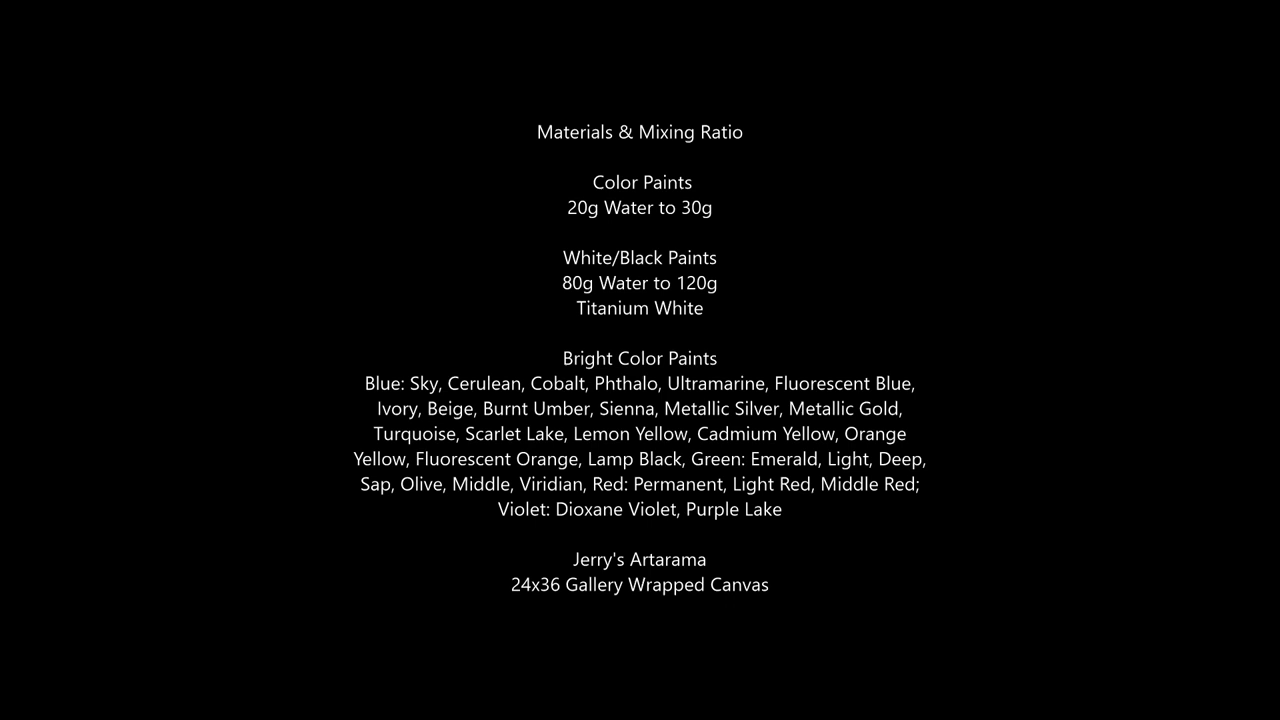 Materials & Mixing Ratio
Color Paints
20g Water to 30g
White/Black Paints
80g Water to 120g
Titanium White
Bright Color Paints
Blue: Sky, Cerulean, Cobalt, Phthalo, Ultramarine, Fluorescent Blue,
Ivory, Beige, Burnt Umber, Sienna, Metallic Silver, Metallic Gold,
Turquoise, Scarlet Lake, Lemon Yellow, Cadmium Yellow, Orange
Yellow, Fluorescent Orange, Lamp Black, Green: Emerald, Light, Deep,
Sap, Olive, Middle, Viridian, Red: Permanent, Light Red, Middle Red;
Violet: Dioxane Violet, Purple Lake
Jerry's Artarama
24x36 Gallery Wrapped Canvas